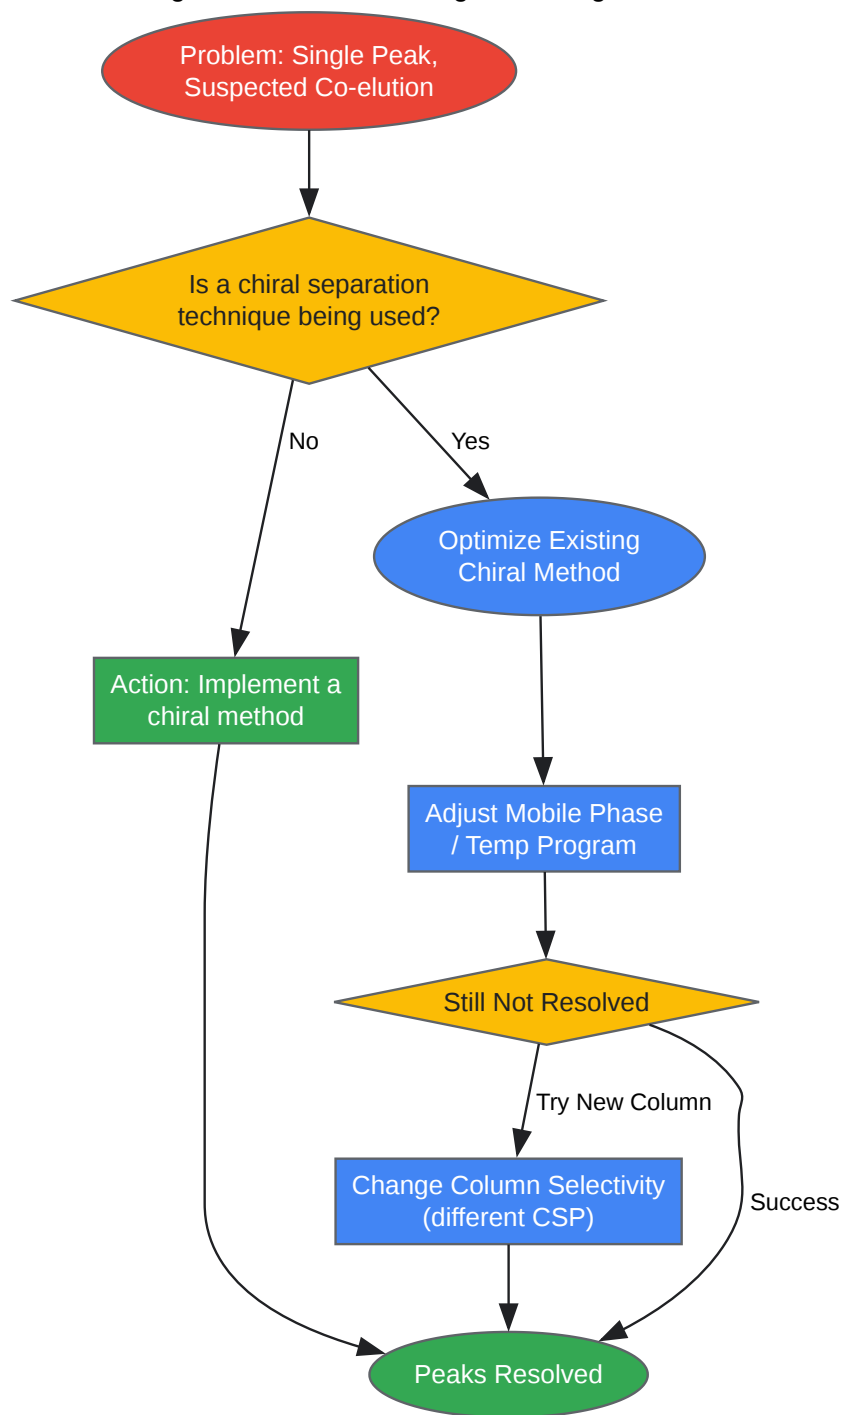 Problem: Single Peak,
Suspected Co-elution
Is a chiral separation
technique being used?
No
Yes
Optimize Existing
Chiral Method
Action: Implement a
chiral method
Adjust Mobile Phase
/ Temp Program
Still Not Resolved
Try New Column
Change Column Selectivity
(different CSP)
Success
Peaks Resolved